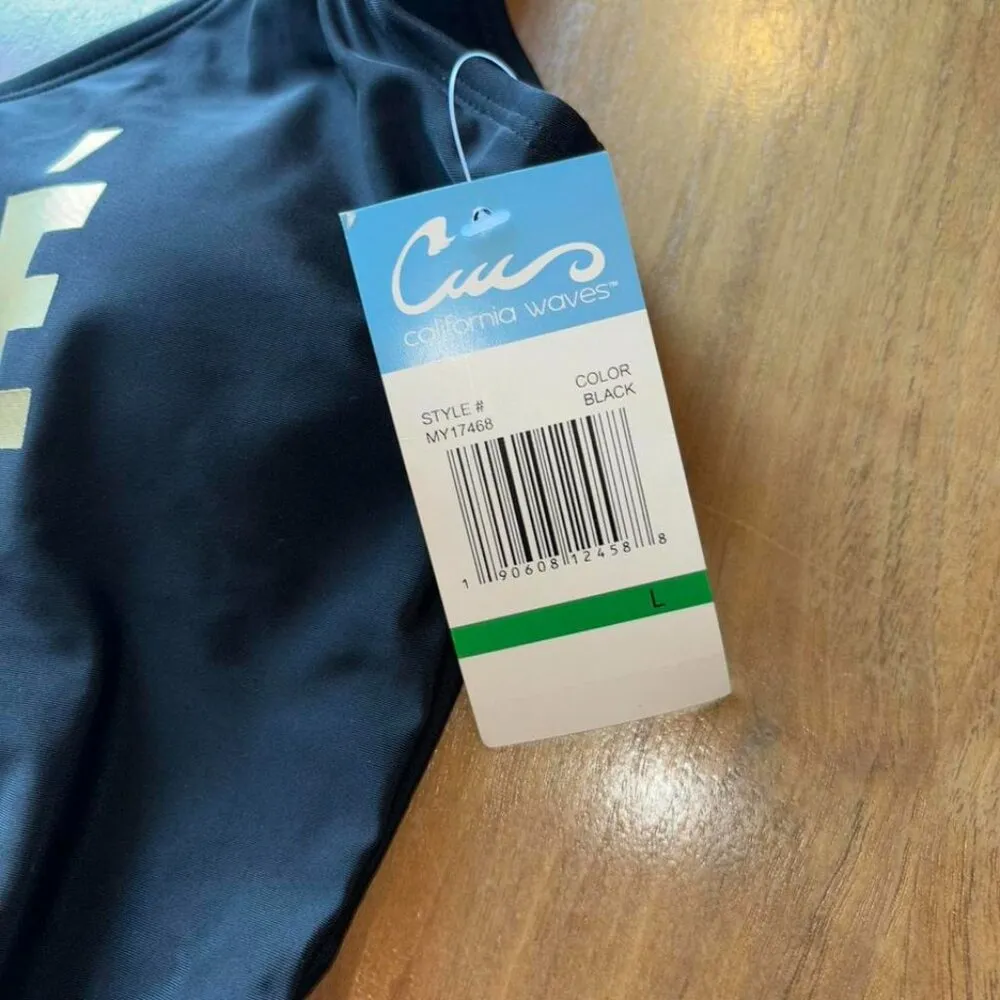 É
california waves™
STYLE #
MY17468
COLOR
BLACK
1 90608 12458 8
L